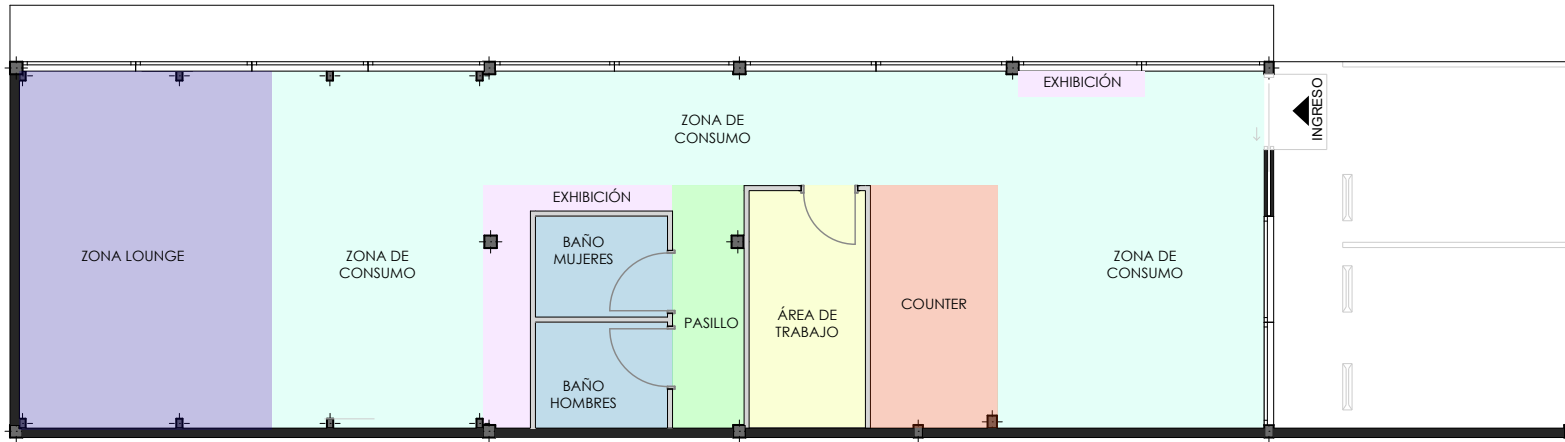 EXHIBICIÓN
INGRESO
ZONA DE
CONSUMO
EXHIBICIÓN
ZONA LOUNGE
ZONA DE
CONSUMO
BAÑO
MUJERES
ZONA DE
CONSUMO
COUNTER
PASILLO
ÁREA DE
TRABAJO
BAÑO
HOMBRES